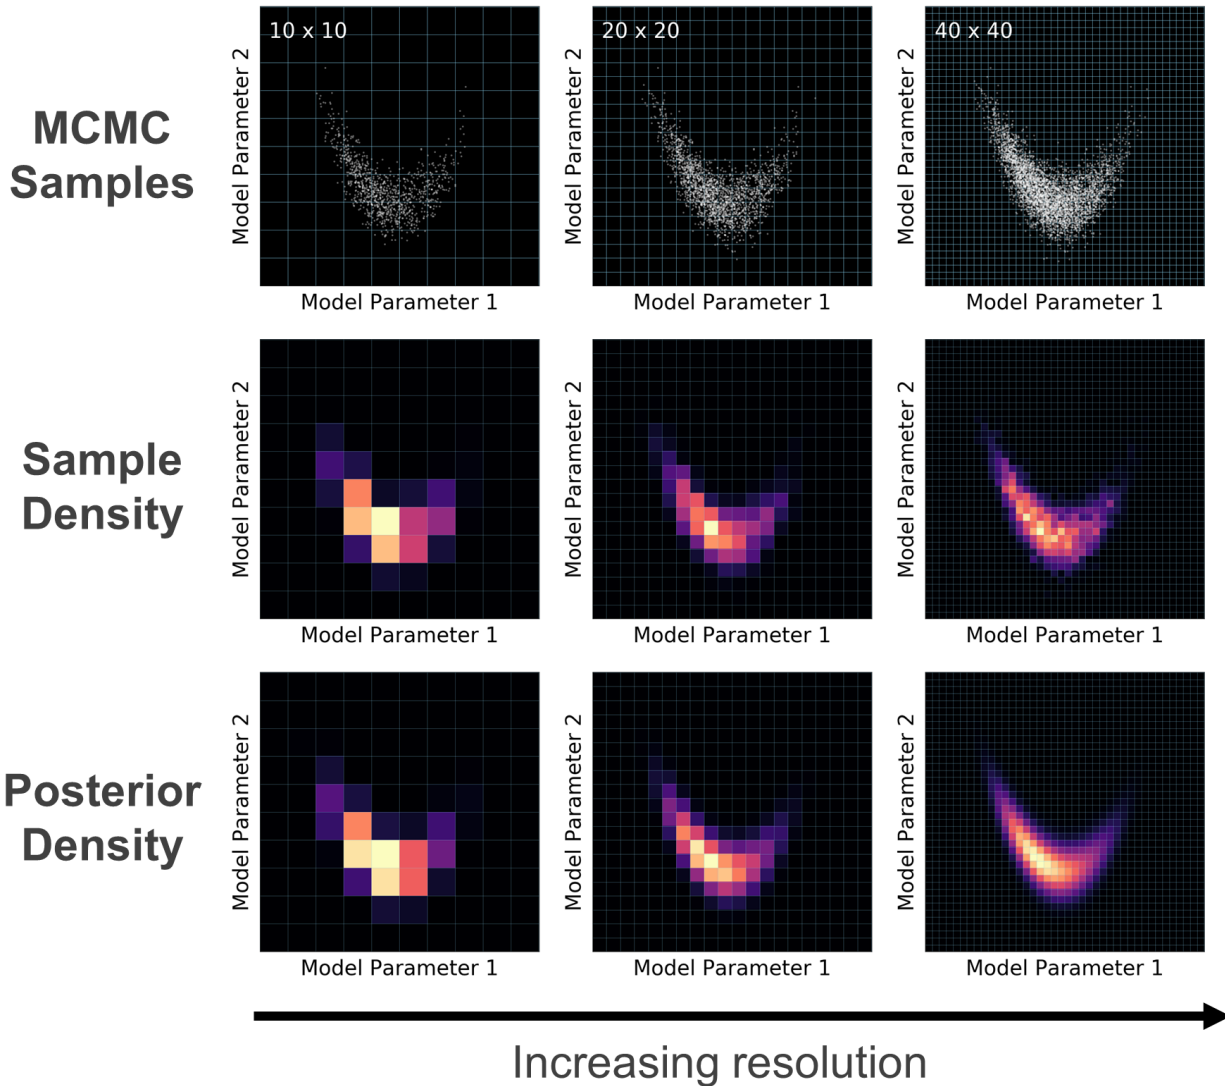 MCMC
Samples
10 x 10
Model Parameter 2
Model Parameter 1
20 x 20
Model Parameter 2
Model Parameter 1
40 x 40
Model Parameter 2
Model Parameter 1
Sample
Density
Model Parameter 2
Model Parameter 1
Model Parameter 2
Model Parameter 1
Model Parameter 2
Model Parameter 1
Posterior
Density
Model Parameter 2
Model Parameter 1
Model Parameter 2
Model Parameter 1
Model Parameter 2
Model Parameter 1
Increasing resolution